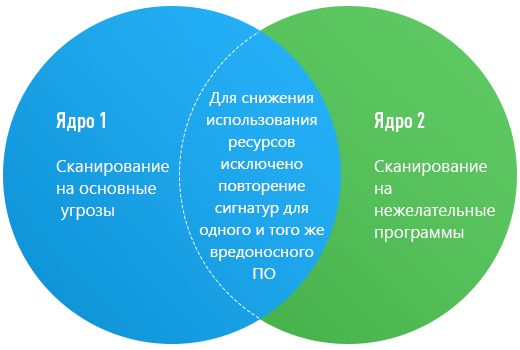 Ядро 1
Сканирование
на основные
угрозы
Для снижения
использования
ресурсов
исключено
повторение
сигнатур для
одного и того же
вредоносного
ПО
Ядро 2
Сканирование
на
нежелательные
программы